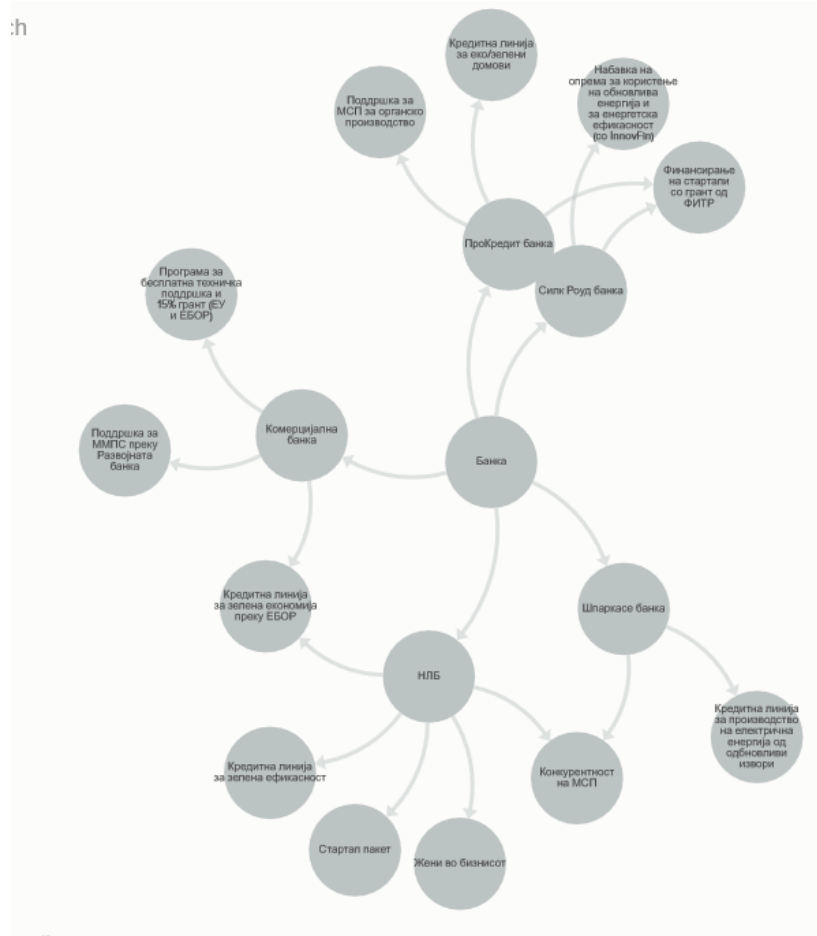 ch
Кредитна линија
за еко/зелени
домови
Набавка на
опрема за користење
на обновлива
енергија и
за енергетска
ефикасност
(со InnovFin)
Поддршка за
МСП за органско
производство
Финансирање
на стартапи
со грант од
ФИТР
ПроКредит банка
Силк Роуд банка
Програма за
бесплатна техничка
поддршка и
15% грант (ЕУ
и ЕБОР)
Комерцијална
банка
Поддршка за
ММПС преку
Развојната
банка
Банка
Кредитна линија
за зелена економија
преку ЕБОР
Шпаркасе банка
НЛБ
Кредитна линија
за производство
на електрична
енергија од
одбновливи
извори
Кредитна линија
за зелена ефикасност
Конкурентност
на МСП
Стартап пакет
Жени во бизнисот